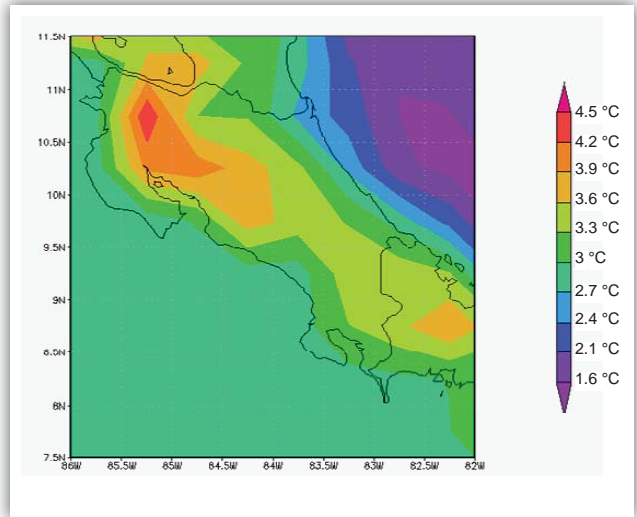 11.5N
11N
10.5N
10N
9.5N
9N
8.5N
8N
7.5N
86W 85.5W 85W 84.5W 84W 83.5W 83W 82.5W 82W
4.5 °C
4.2 °C
3.9 °C
3.6 °C
3.3 °C
3 °C
2.7 °C
2.4 °C
2.1 °C
1.6 °C